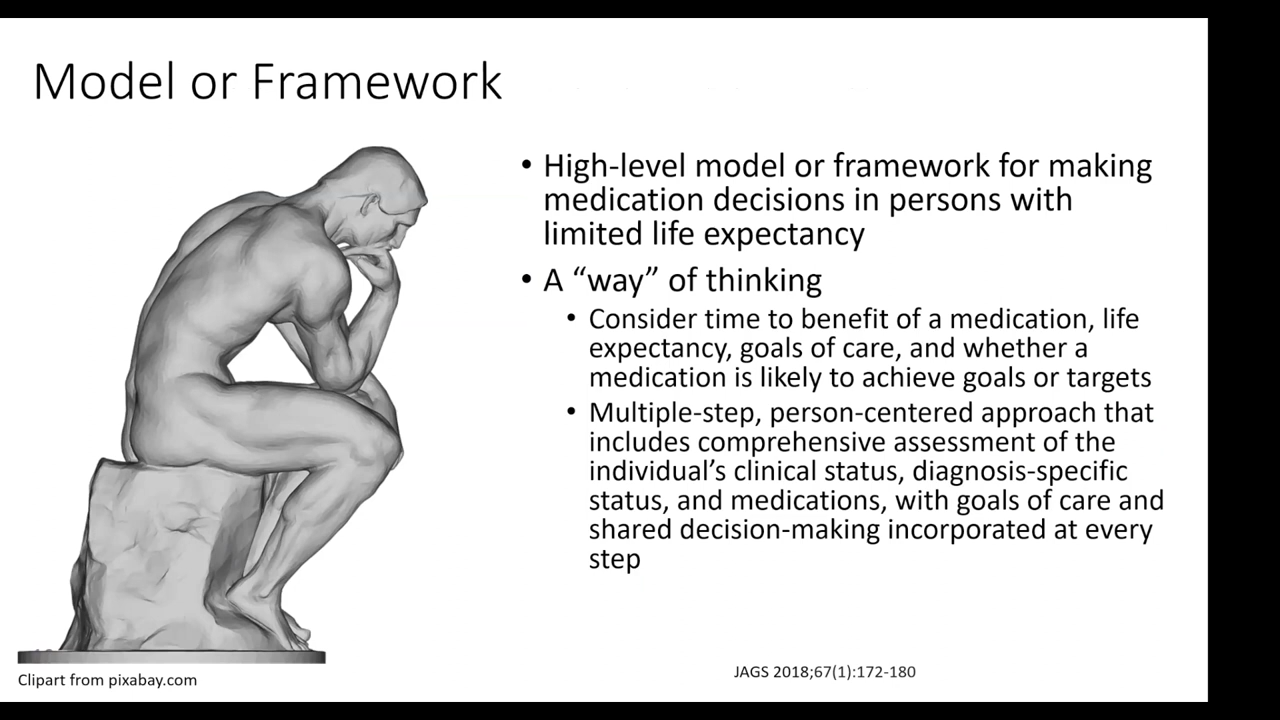 Model or Framework
• High-level model or framework for making
medication decisions in persons with
limited life expectancy
• A “way” of thinking
• Consider time to benefit of a medication, life
expectancy, goals of care, and whether a
medication is likely to achieve goals or targets
• Multiple-step, person-centered approach that
includes comprehensive assessment of the
individual’s clinical status, diagnosis-specific
status, and medications, with goals of care and
shared decision-making incorporated at every
step
Clipart from pixabay.com
JAGS 2018;67(1):172-180